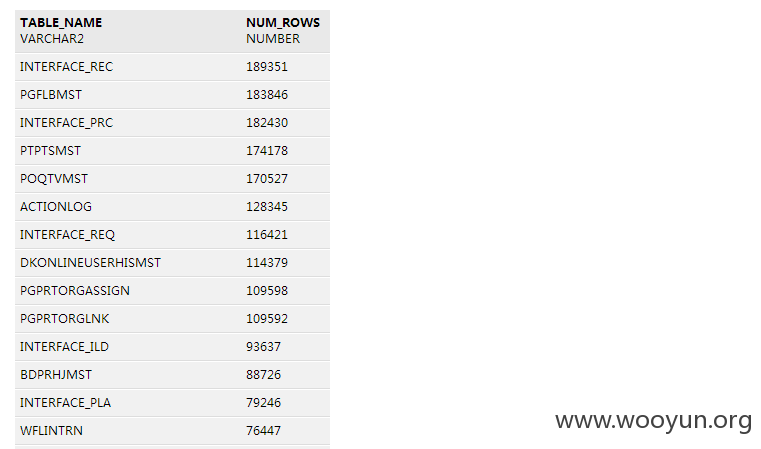 TABLE_NAME NUM_ROWS
VARCHAR2 NUMBER
INTERFACE_REC 189351
PGFLBMST 183846
INTERFACE_PRC 182430
PTPTSMST 174178
POQTVMST 170527
ACTIONLOG 128345
INTERFACE_REQ 116421
DKONLINEUSERHISMST 114379
PGPRTORGASSIGN 109598
PGPRTORGLNK 109592
INTERFACE_ILD 93637
BDPRHJMST 88726
INTERFACE_PLA 79246
WFLINTRN 76447
www.wooyun.org